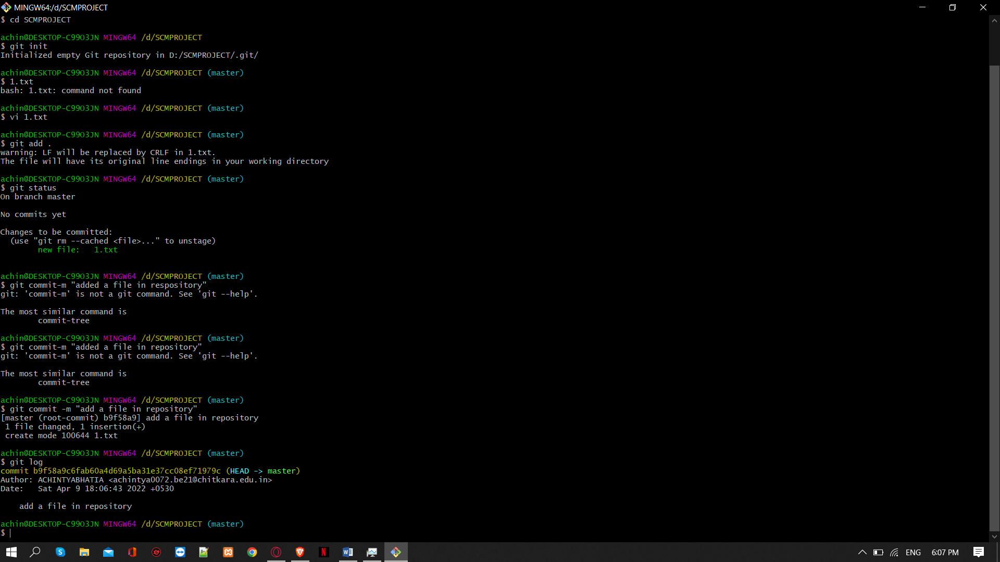 MINGW64:/d/SCMPROJECT
$ cd SCMPROJECT
achin@DESKTOP-C99O3JN MINGW64 /d/SCMPROJECT
$ git init
Initialized empty Git repository in D:/SCMPROJECT/.git/
achin@DESKTOP-C99O3JN MINGW64 /d/SCMPROJECT (master)
$ 1.txt
bash: 1.txt: command not found
achin@DESKTOP-C99O3JN MINGW64 /d/SCMPROJECT (master)
$ vi 1.txt
achin@DESKTOP-C99O3JN MINGW64 /d/SCMPROJECT (master)
$ git add .
warning: LF will be replaced by CRLF in 1.txt.
The file will have its original line endings in your working directory
achin@DESKTOP-C99O3JN MINGW64 /d/SCMPROJECT (master)
$ git status
On branch master
No commits yet
Changes to be committed:
  (use "git rm --cached <file>..." to unstage)
        new file:   1.txt
achin@DESKTOP-C99O3JN MINGW64 /d/SCMPROJECT (master)
$ git commit-m "added a file in respository"
git: 'commit-m' is not a git command. See 'git --help'.
The most similar command is
        commit-tree
achin@DESKTOP-C99O3JN MINGW64 /d/SCMPROJECT (master)
$ git commit-m "added a file in repository"
git: 'commit-m' is not a git command. See 'git --help'.
The most similar command is
        commit-tree
achin@DESKTOP-C99O3JN MINGW64 /d/SCMPROJECT (master)
$ git commit -m "add a file in repository"
[master (root-commit) b9f58a9] add a file in repository
 1 file changed, 1 insertion(+)
 create mode 100644 1.txt
achin@DESKTOP-C99O3JN MINGW64 /d/SCMPROJECT (master)
$ git log
commit b9f58a9c6fab60a4d69a5ba31e37cc08ef71979c (HEAD -> master)
Author: ACHINTYABHATIA <achintya0072.be21@chitkara.edu.in>
Date:   Sat Apr 9 18:06:43 2022 +0530
    add a file in repository
achin@DESKTOP-C99O3JN MINGW64 /d/SCMPROJECT (master)
$
ENG 6:07 PM